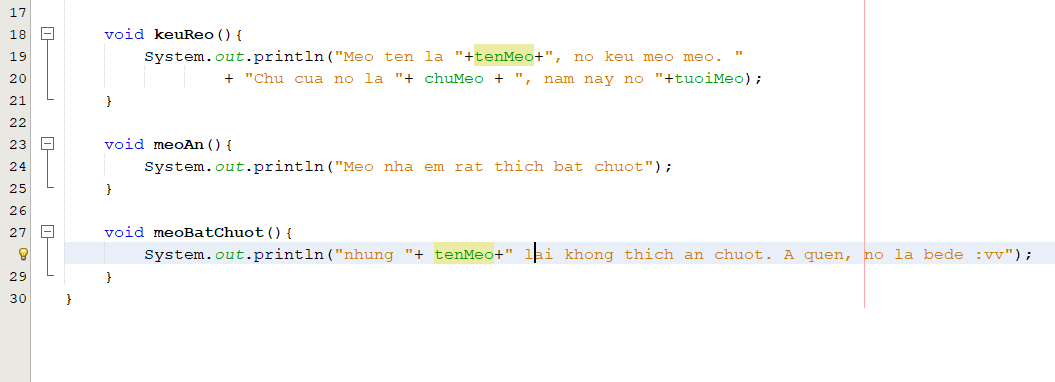 17
18 void keuReo(){
19 System.out.println("Meo ten la "+tenMeo+", no keu meo meo. "
20 + "Chu cua no la "+ chuMeo + ", nam nay no "+tuoiMeo);
21 }
22
23 void meoAn(){
24 System.out.println("Meo nha em rat thich bat chuot");
25 }
26
27 void meoBatChuot(){
System.out.println("nhung "+ tenMeo+" lai khong thich an chuot. A quen, no la bede :vv");
29 }
30 }